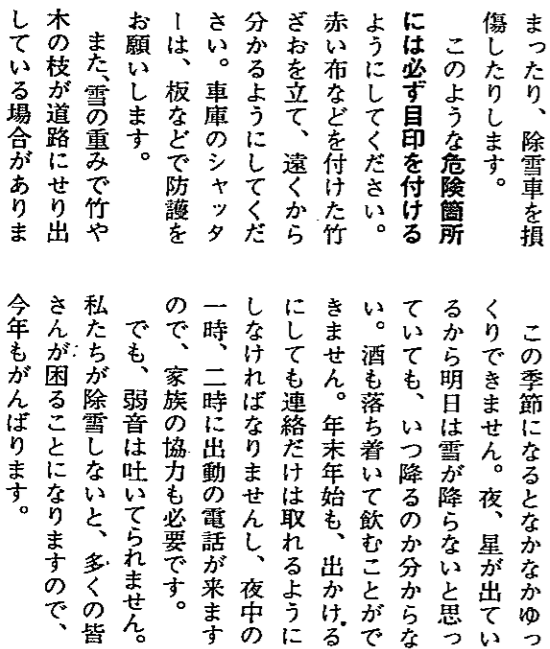 まったり、除雪車を損
傷したりします。
このような危険箇所
には必ず目印を付ける
ようにしてください。
赤い布などを付けた竹
ざおを立て、遠くから
分かるようにしてくだ
さい。車庫のシャッタ
ーは、板などで防護を
お願いします。
また、雪の重みで竹や
木の枝が道路にせり出
している場合がありま
この季節になるとなかなかゆっ
くりできません。夜、星が出てい
るから明日は雪が降らないと思っ
ていても、いつ降るのか分からな
い。酒も落ち着いて飲むことがで
きません。年末年始も、出かける
にしても連絡だけは取れるように
しなければなりませんし、夜中の
一時、二時に出動の電話が来ます
ので、家族の協力も必要です。
でも、弱音は吐いてられません。
私たちが除雪しないと、多くの皆
さんが困ることになりますので、
今年もがんばります。